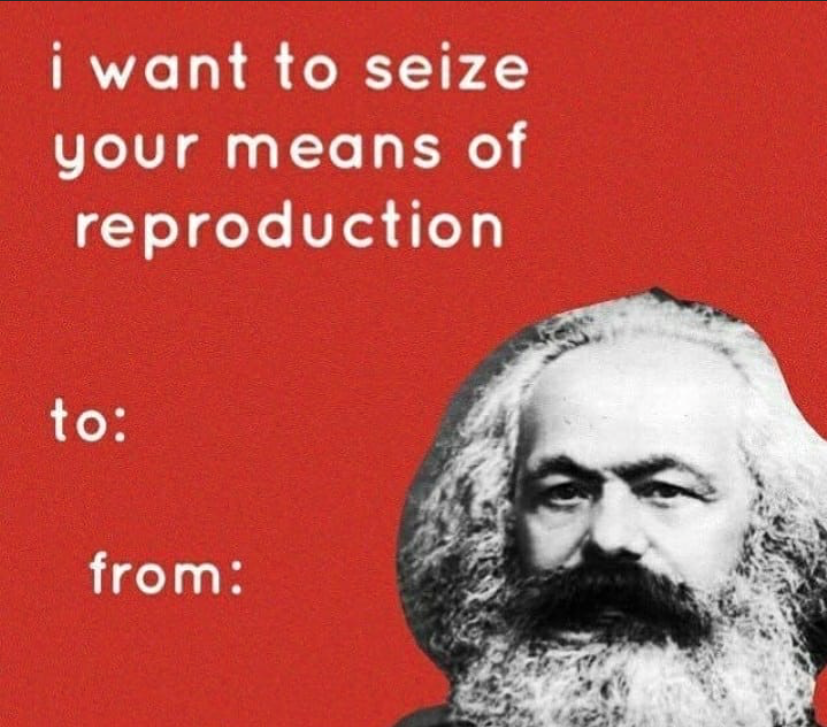 i want to seize
your means of
reproduction
to:
from: